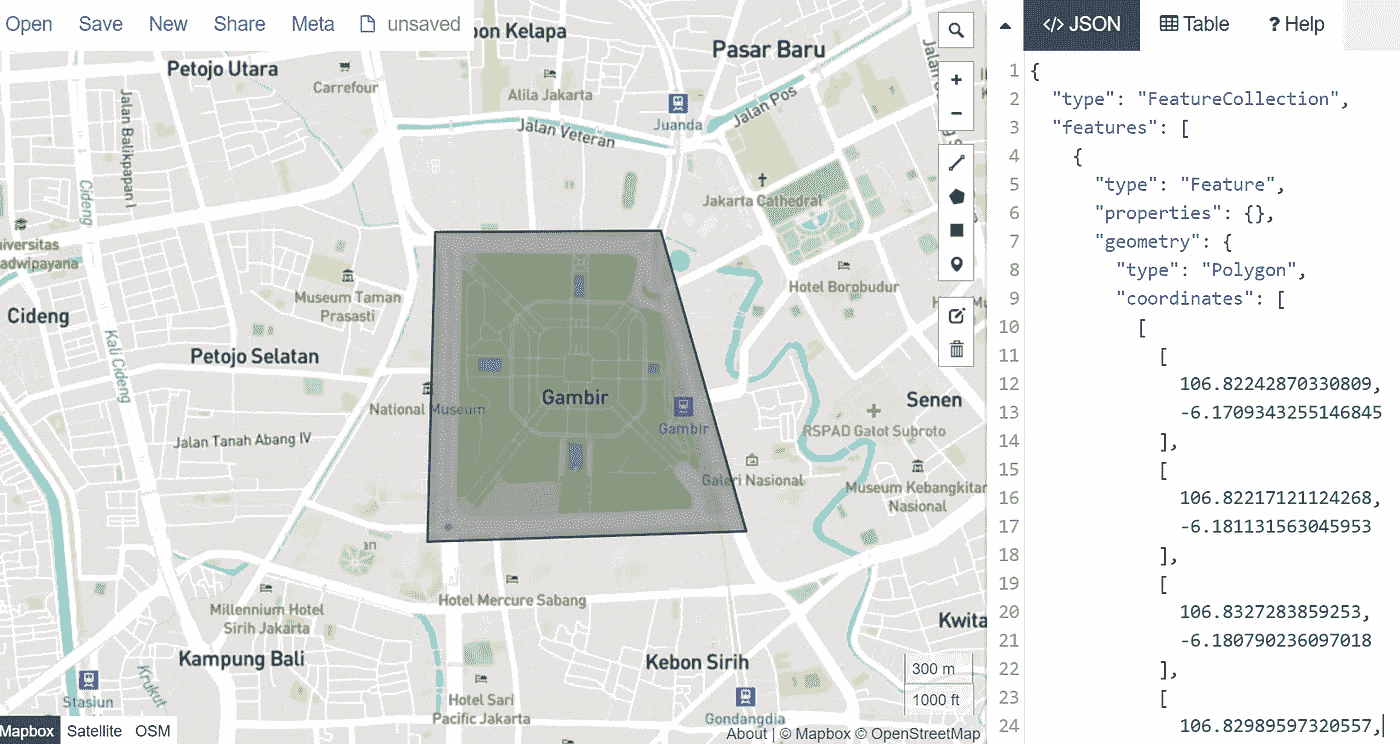 Open Save New Share Meta unsaved
JSON Table ? Help
Kelapa
Pasar Baru
Petojo Utara
Carrefour
Alila Jakarta
Jalan Pos
Juanda
Jalan Veteran
Jalan Balikpapan I
Cideng
Jakarta Cathedral
adwipayana
Hotel Borobudur
Museum Taman
Prasasti
Cideng
Kali Cideng
Petojo Selatan
Gambir
National Museum
Gambir
Senen
RSPAD Gatot Subroto
Jalan Tanah Abang IV
Galeri Nasional
Museum Kebangkitan
Nasional
Hotel Mercure Sabang
Millennium Hotel
Sirih Jakarta
Kwita
Kampung Bali
Kebon Sirih
Krukut
Stasiun
Hotel Sari
Pacific Jakarta
Gondangdia
300 m
1000 ft
Mapbox Satellite OSM
About | © Mapbox © OpenStreetMap
1 {
2 "type": "FeatureCollection",
3 "features": [
4 {
5 "type": "Feature",
6 "properties": {},
7 "geometry": {
8 "type": "Polygon",
9 "coordinates": [
10 [
11 [
12 106.82242870330809,
13 -6.1709343255146845
14 ],
15 [
16 106.82217121124268,
17 -6.181131563045953
18 ],
19 [
20 106.8327283859253,
21 -6.180790236097018
22 ],
23 [
24 106.82989597320557,